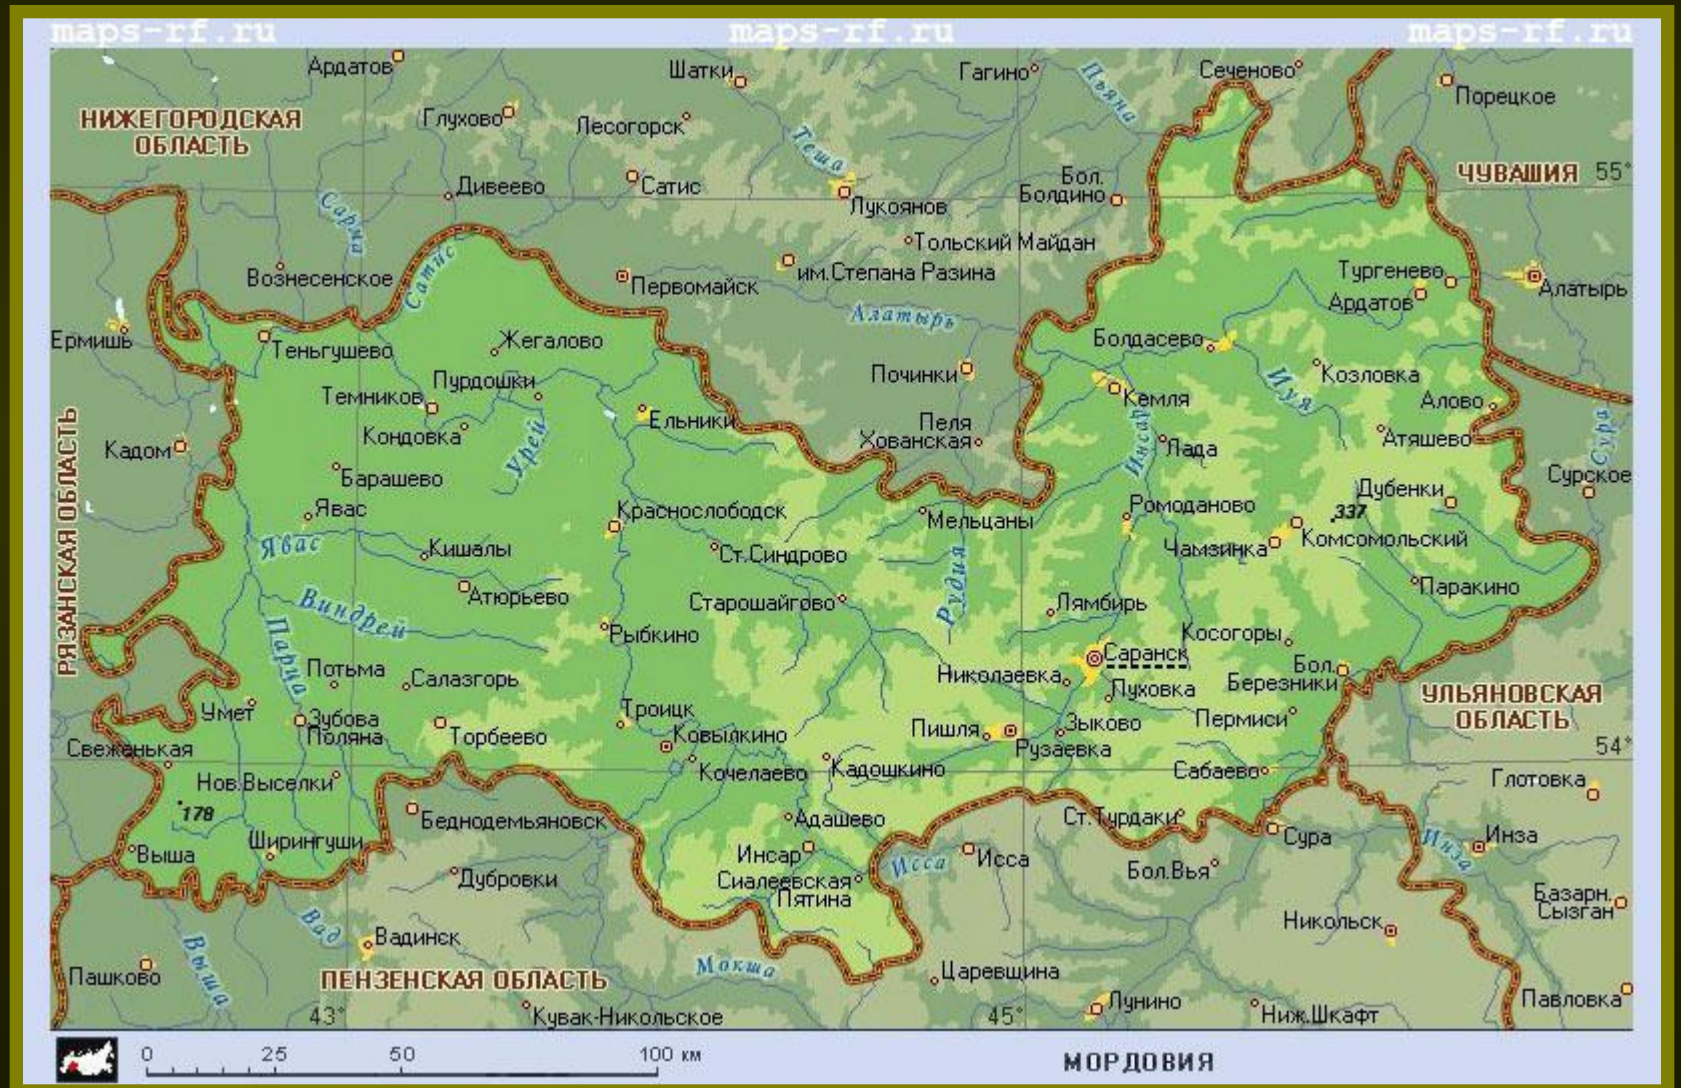 maps-rf.ru maps-rf.ru maps-rf.ru
Ардатов
Шатки
Гагино
Сеченово
Порецкое
Пьяна
НИЖЕГОРОДСКАЯ
ОБЛАСТЬ
Глухово
Лесогорск
Теша
ЧУВАШИЯ 55°
Дивеево
Сатис
Лукоянов
Бол.
Болдино
Сарма
Сатис
Тольский Майдан
Вознесенское
Первомайск
им.Степана Разина
Тургенево
Ардатов
Алатырь
Алатырь
Ермишь
Теньгушево
Жегалово
Болдасево
Починки
Козловка
Пурдошки
Темников
Кемля
Нуя
Алово
Ельники
Кондовка
Урей
Пеля
Хованская
Инсар
Лада
Атяшево
Сура
РЯЗАНСКАЯ ОБЛАСТЬ
Кадом
Барашево
Сурское
Дубенки
Явас
Краснослободск
Мельцаны
Ромоданово
337
Комсомольский
Явас
Кишалы
Ст.Синдрово
Чамзинка
Атюрьево
Старошайгово
Рудня
Лямбирь
Паракино
Виндрей
Рыбкино
Косогоры
Парца
Саранск
Потьма
Салазгорь
Николаевка
Луховка
Бол.
Березники
УЛЬЯНОВСКАЯ
ОБЛАСТЬ
Умет
Зубова
Поляна
Троицк
Торбеево
Ковылкино
Пишля
Рузаевка
Зыково
Пермиси
54°
Свеженькая
Нов.Выселки
Кочелаево
Кадошкино
Сабаево
Глотовка
178
Беднодемьяновск
Адашево
Ст.Турдаки
Сура
Инза
Инза
Выша
Ширингуши
Инсар
Исса
Исса
Бол.Вья
Дубровки
Сиалеевская
Пятина
Базарн.
Сызган
Вад
Вадинск
Никольск
Выша
Пашково
ПЕНЗЕНСКАЯ ОБЛАСТЬ
Мокша
Царевщина
Павловка
43°
Кувак-Никольское
45°
Лунино
Ниж.Шкафт
0 25 50 100 км
МОРДОВИЯ